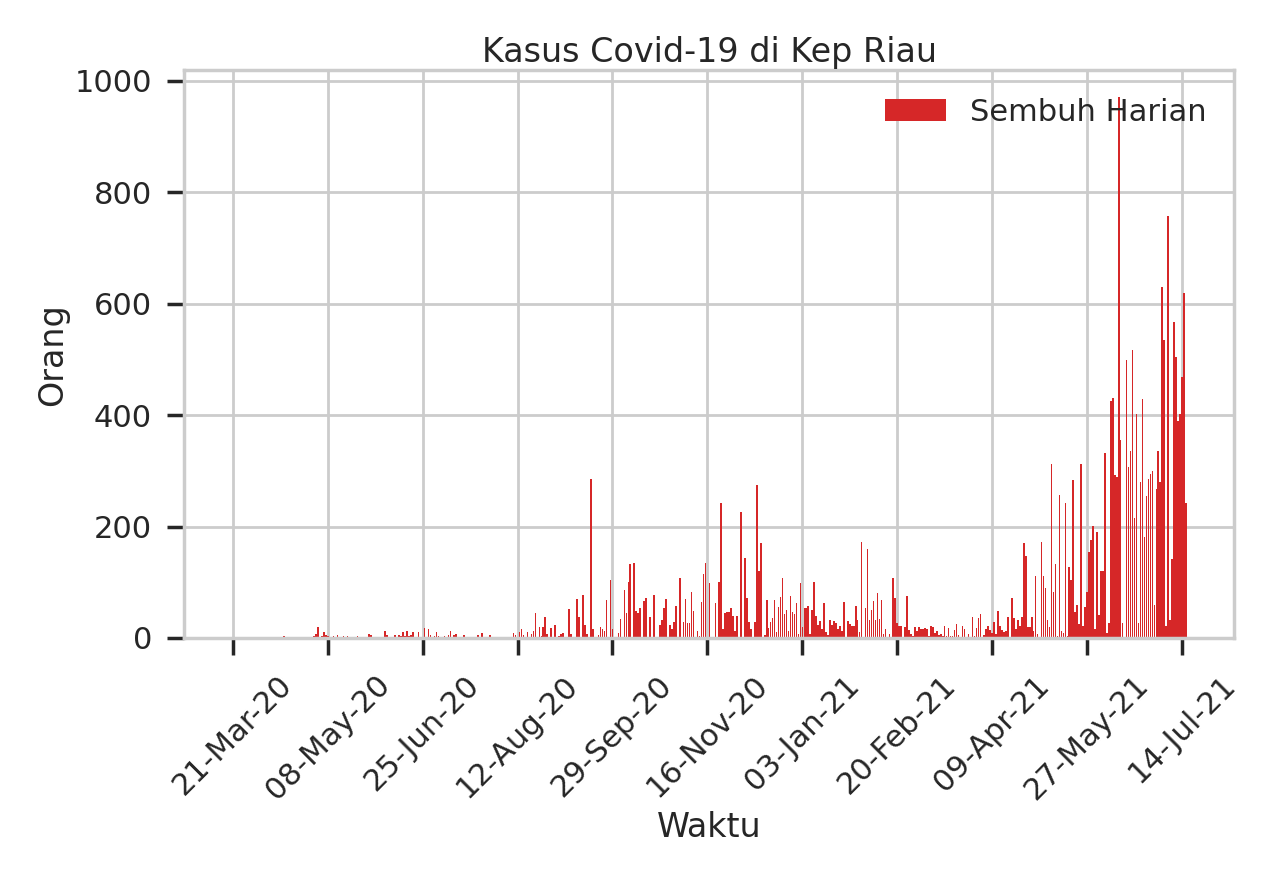 Kasus Covid-19 di Kep Riau
Sembuh Harian
1000
800
600
400
200
0
Orang
21-Mar-20
08-May-20
25-Jun-20
12-Aug-20
29-Sep-20
16-Nov-20
03-Jan-21
20-Feb-21
09-Apr-21
27-May-21
14-Jul-21
Waktu